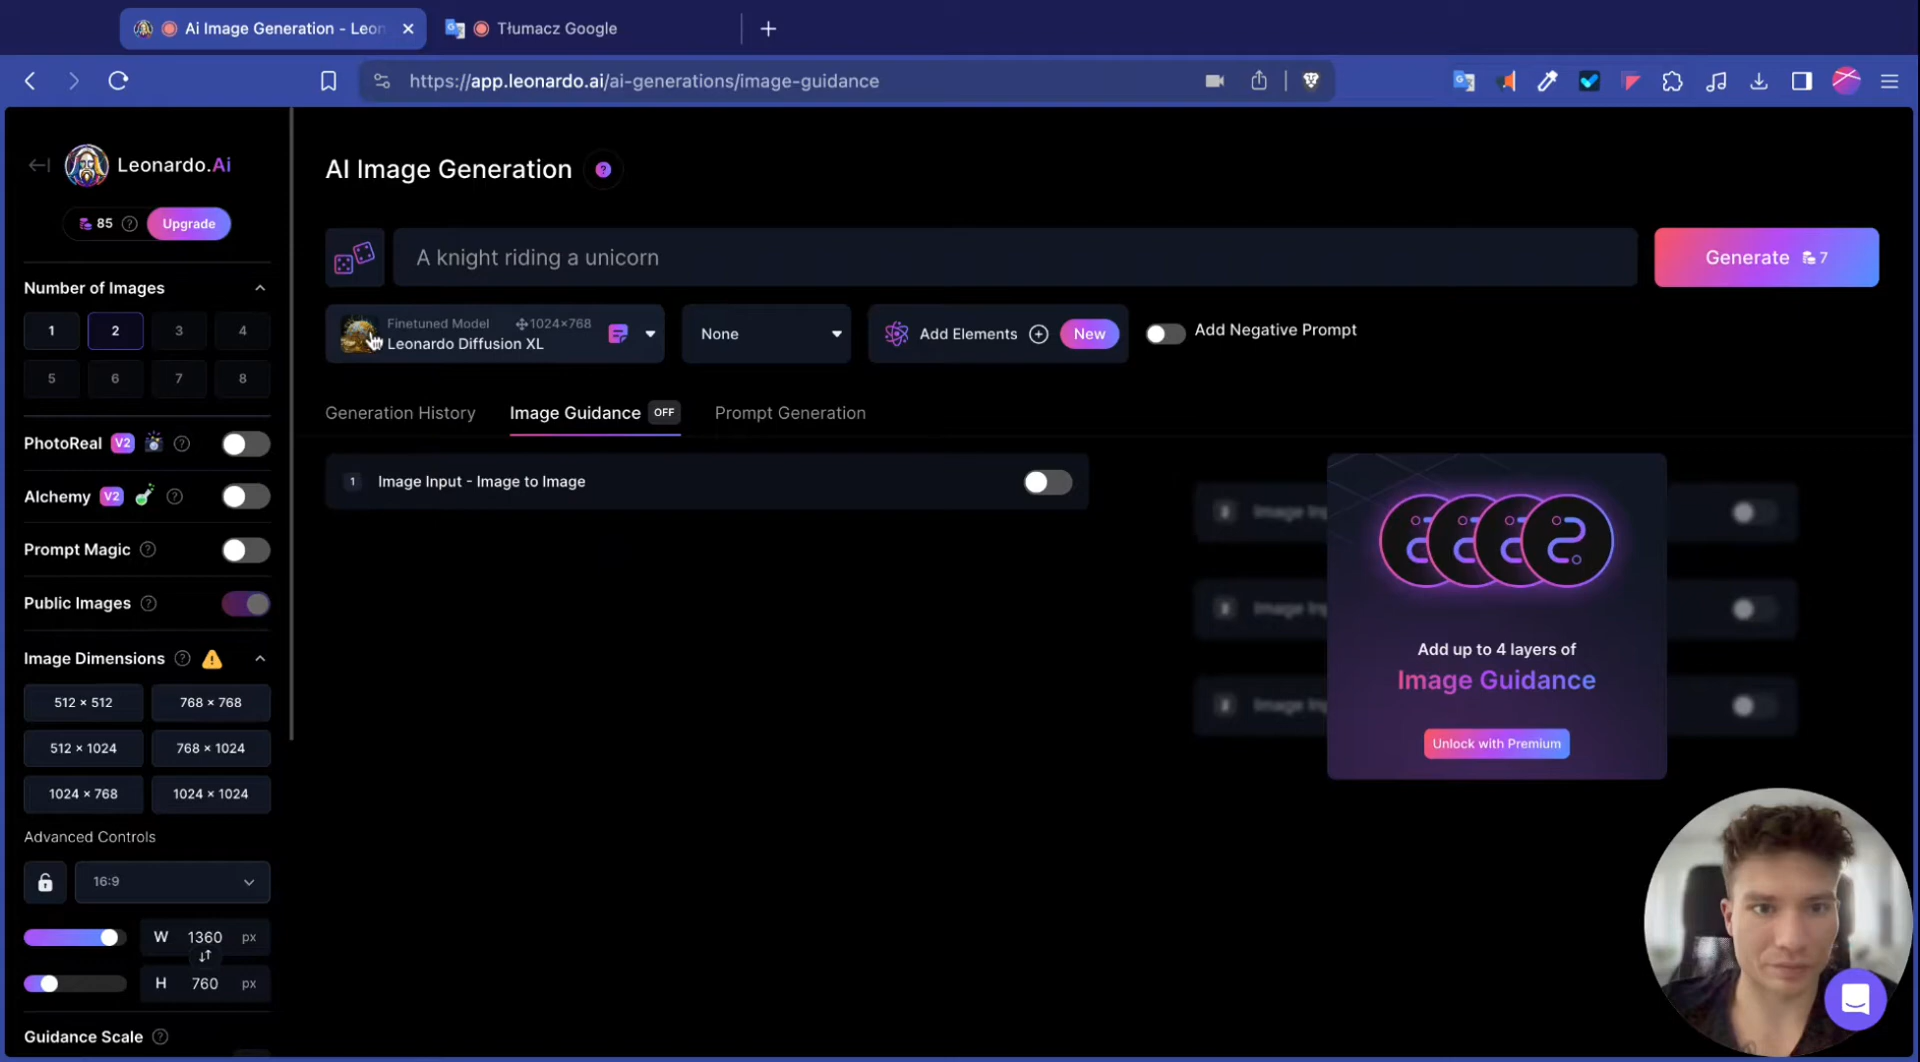 Ai Image Generation - Leon
Tłumacz Google
https://app.leonardo.ai/ai-generations/image-guidance
Leonardo.Ai
85 ? Upgrade
Number of Images
1 2 3 4
5 6 7 8
PhotoReal V2 ?
Alchemy V2 ?
Prompt Magic ?
Public Images ?
Image Dimensions ?
512 × 512 768 × 768
512 × 1024 768 × 1024
1024 × 768 1024 × 1024
Advanced Controls
16:9
W 1360 px
H 760 px
Guidance Scale ?
AI Image Generation ?
A knight riding a unicorn
Generate 7
Finetuned Model 1024×768
Leonardo Diffusion XL
None
Add Elements New
Add Negative Prompt
Generation History Image Guidance OFF Prompt Generation
1 Image Input - Image to Image
Image Inp
Image Inp
Image Inp
Add up to 4 layers of
Image Guidance
Unlock with Premium